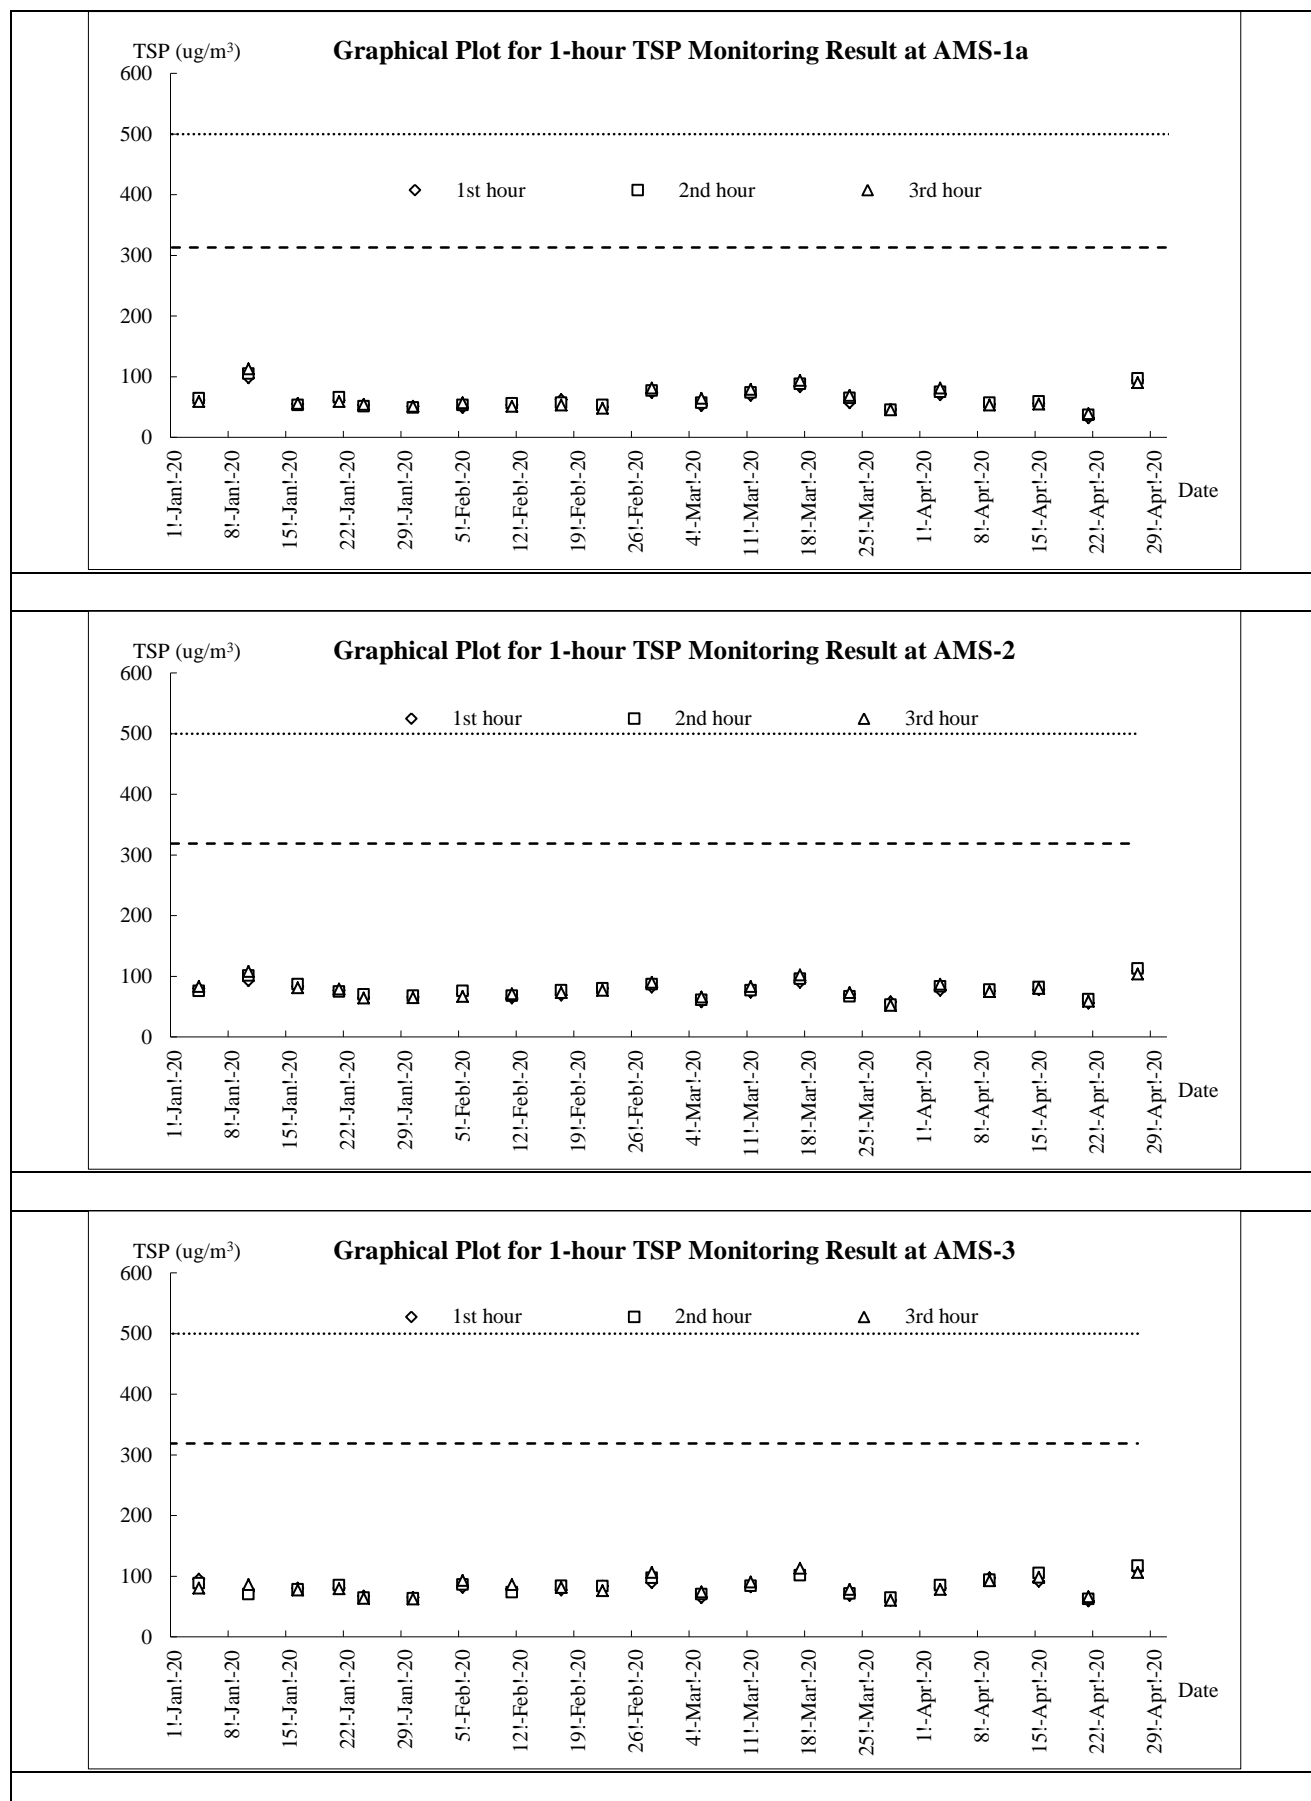 TSP (ug/m³) Graphical Plot for 1-hour TSP Monitoring Result at AMS-1a
600
500
1st hour 2nd hour 3rd hour
400
300
200
100
0
1!-Jan!-20 8!-Jan!-20 15!-Jan!-20 22!-Jan!-20 29!-Jan!-20 5!-Feb!-20 12!-Feb!-20 19!-Feb!-20 26!-Feb!-20 4!-Mar!-20 11!-Mar!-20 18!-Mar!-20 25!-Mar!-20 1!-Apr!-20 8!-Apr!-20 15!-Apr!-20 22!-Apr!-20 29!-Apr!-20 Date
TSP (ug/m³) Graphical Plot for 1-hour TSP Monitoring Result at AMS-2
600
1st hour 2nd hour 3rd hour
500
400
300
200
100
0
1!-Jan!-20 8!-Jan!-20 15!-Jan!-20 22!-Jan!-20 29!-Jan!-20 5!-Feb!-20 12!-Feb!-20 19!-Feb!-20 26!-Feb!-20 4!-Mar!-20 11!-Mar!-20 18!-Mar!-20 25!-Mar!-20 1!-Apr!-20 8!-Apr!-20 15!-Apr!-20 22!-Apr!-20 29!-Apr!-20 Date
TSP (ug/m³) Graphical Plot for 1-hour TSP Monitoring Result at AMS-3
600
1st hour 2nd hour 3rd hour
500
400
300
200
100
0
1!-Jan!-20 8!-Jan!-20 15!-Jan!-20 22!-Jan!-20 29!-Jan!-20 5!-Feb!-20 12!-Feb!-20 19!-Feb!-20 26!-Feb!-20 4!-Mar!-20 11!-Mar!-20 18!-Mar!-20 25!-Mar!-20 1!-Apr!-20 8!-Apr!-20 15!-Apr!-20 22!-Apr!-20 29!-Apr!-20 Date